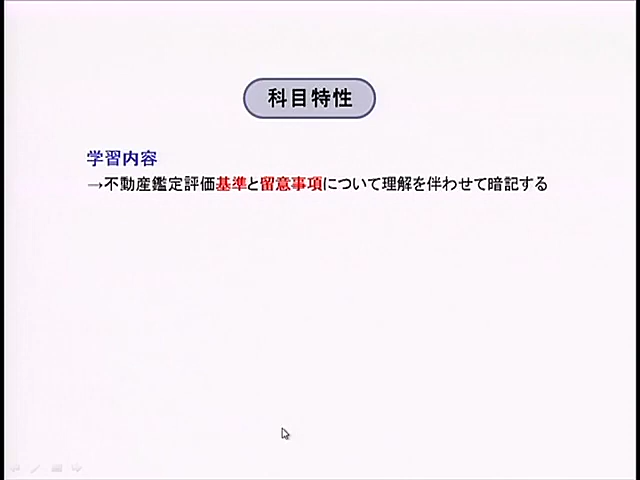 科目特性
学習内容
→不動産鑑定評価基準と留意事項について理解を伴わせて暗記する